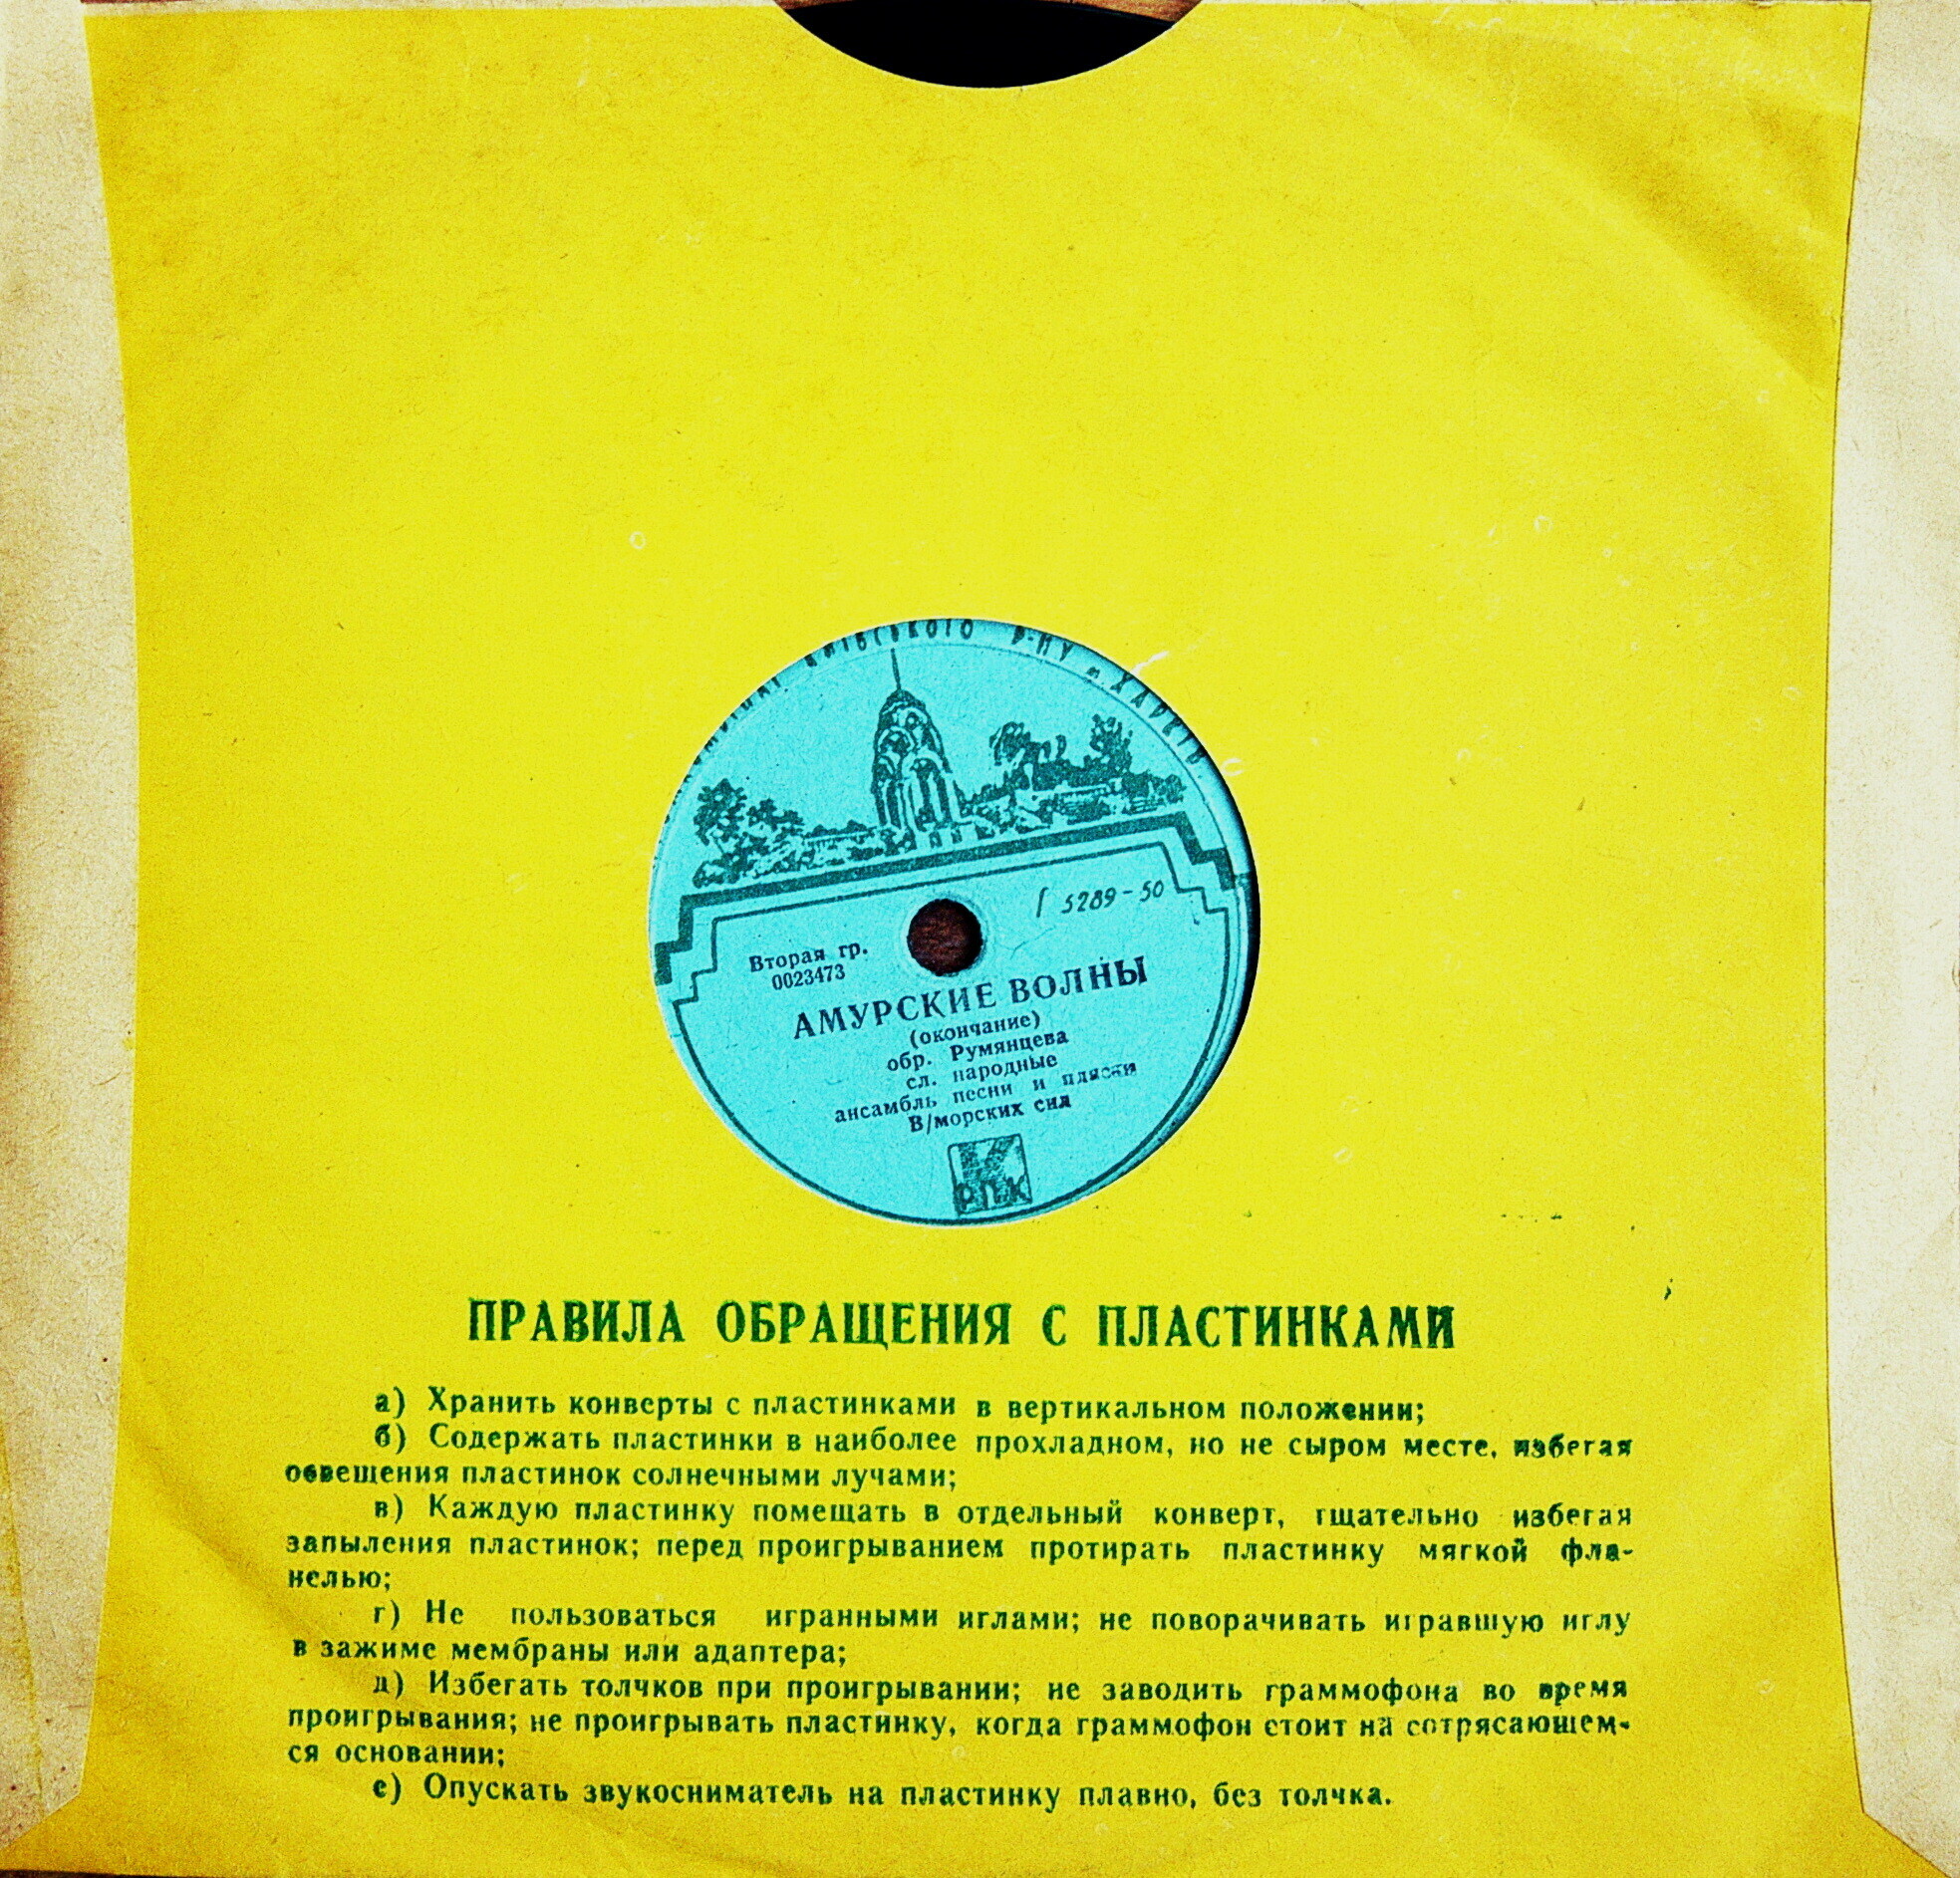 КИЇВСЬКОГО Р-НУ м. ХАРКІВ
Г 5289-50
Вторая гр.
0023473
АМУРСКИЕ ВОЛНЫ
(окончание)
обр. Румянцева
сл. народные
ансамбль песни и пляски
В/морских сил
РПК
ПРАВИЛА ОБРАЩЕНИЯ С ПЛАСТИНКАМИ
а) Хранить конверты с пластинками в вертикальном положении;
б) Содержать пластинки в наиболее прохладном, но не сыром месте, избегая
освещения пластинок солнечными лучами;
в) Каждую пластинку помещать в отдельный конверт, тщательно избегая
запыления пластинок; перед проигрыванием протирать пластинку мягкой фла-
нелью;
г) Не пользоваться игранными иглами; не поворачивать игравшую иглу
в зажиме мембраны или адаптера;
д) Избегать толчков при проигрывании; не заводить граммофона во время
проигрывания; не проигрывать пластинку, когда граммофон стоит на сотрясающем-
ся основании;
е) Опускать звукосниматель на пластинку плавно, без толчка.